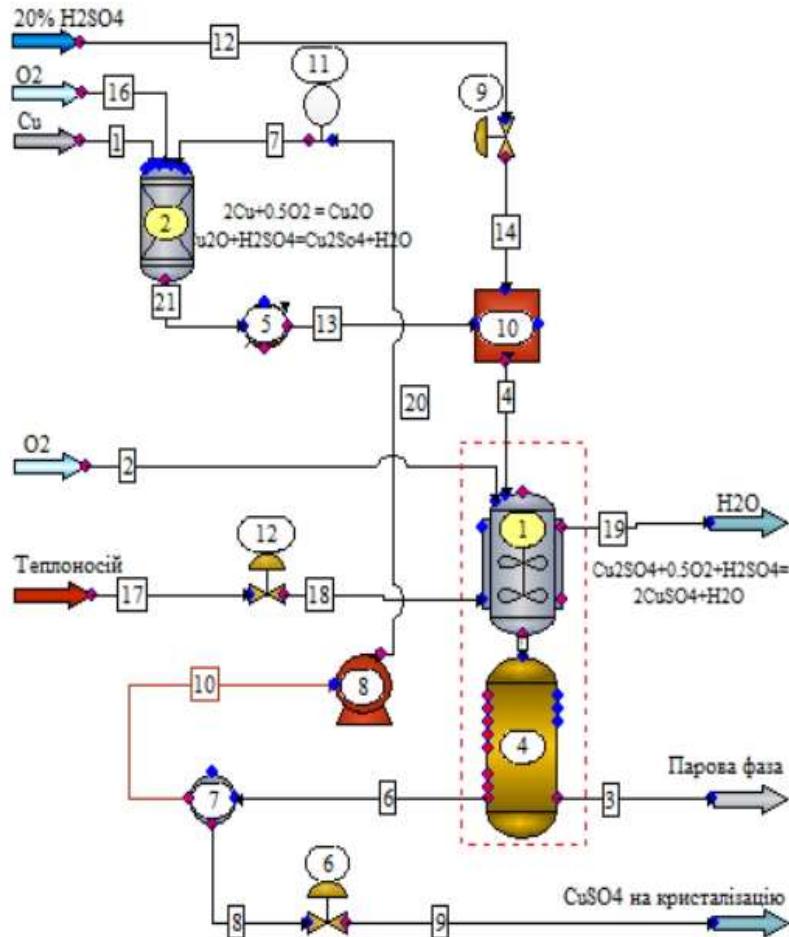 20% H2SO4
12
O2
16
11
9
Cu
1
7
2
2Cu+0.5O2 = Cu2O
u2O+H2SO4=Cu2So4+H2O
14
21
5
13
10
20
4
O2
2
1
19
H2O
12
Cu2SO4+0.5O2+H2SO4=
2CuSO4+H2O
Теплоносій
17
18
10
8
4
Парова фаза
7
6
3
6
CuSO4 на кристалізацію
8
9